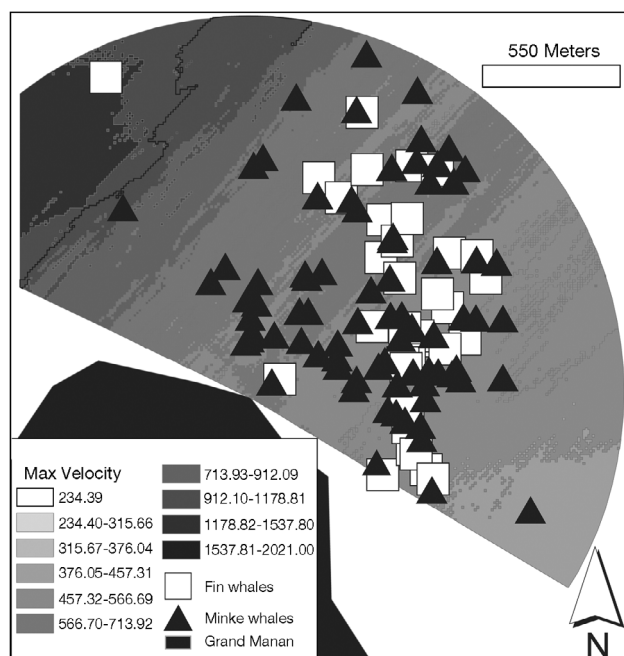 550 Meters
Max Velocity
234.39
234.40-315.66
315.67-376.04
376.05-457.31
457.32-566.69
566.70-713.92
713.93-912.09
912.10-1178.81
1178.82-1537.80
1537.81-2021.00
Fin whales
Minke whales
Grand Manan
N